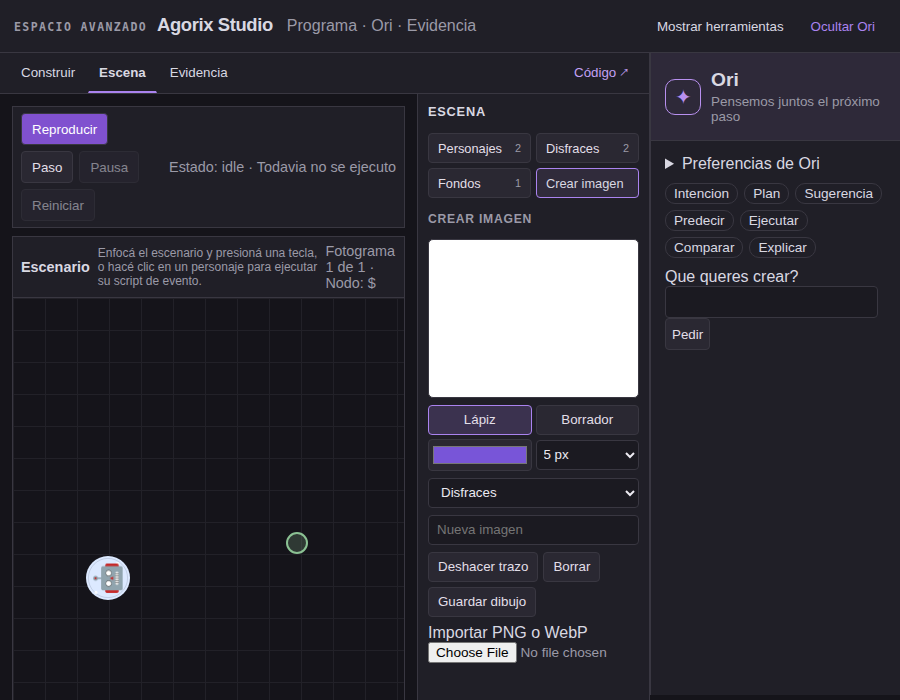 ESPACIO AVANZADO Agorix Studio Programa · Ori · Evidencia Mostrar herramientas Ocultar Ori
Construir Escena Evidencia Código ↗
Reproducir
Paso Pausa Estado: idle · Todavia no se ejecuto
Reiniciar
Escenario
Enfocá el escenario y presioná una tecla,
o hacé clic en un personaje para ejecutar
su script de evento.
Fotograma
1 de 1 ·
Nodo: $
ESCENA
Personajes 2 Disfraces 2
Fondos 1 Crear imagen
CREAR IMAGEN
Lápiz Borrador
5 px
Disfraces
Nueva imagen
Deshacer trazo Borrar
Guardar dibujo
Importar PNG o WebP
Choose File No file chosen
Ori
Pensemos juntos el próximo
paso
Preferencias de Ori
Intencion Plan Sugerencia
Predecir Ejecutar
Comparar Explicar
Que queres crear?
Pedir